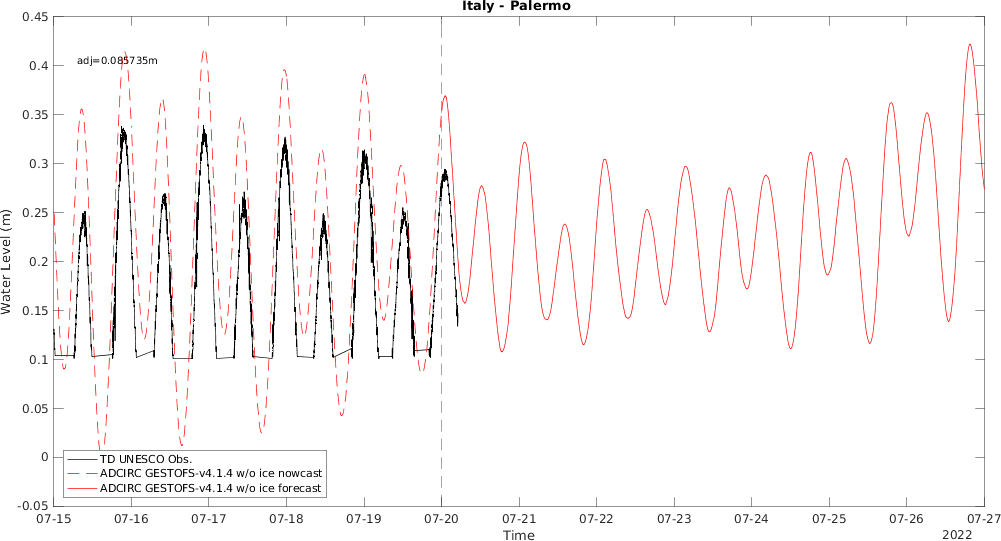 Italy - Palermo
0.45
0.4
0.35
0.3
0.25
0.2
0.15
0.1
0.05
0
-0.05
Water Level (m)
adj=0.085735m
TD UNESCO Obs.
ADCIRC GESTOFS-v4.1.4 w/o ice nowcast
ADCIRC GESTOFS-v4.1.4 w/o ice forecast
07-15 07-16 07-17 07-18 07-19 07-20 07-21 07-22 07-23 07-24 07-25 07-26 07-27
Time
2022